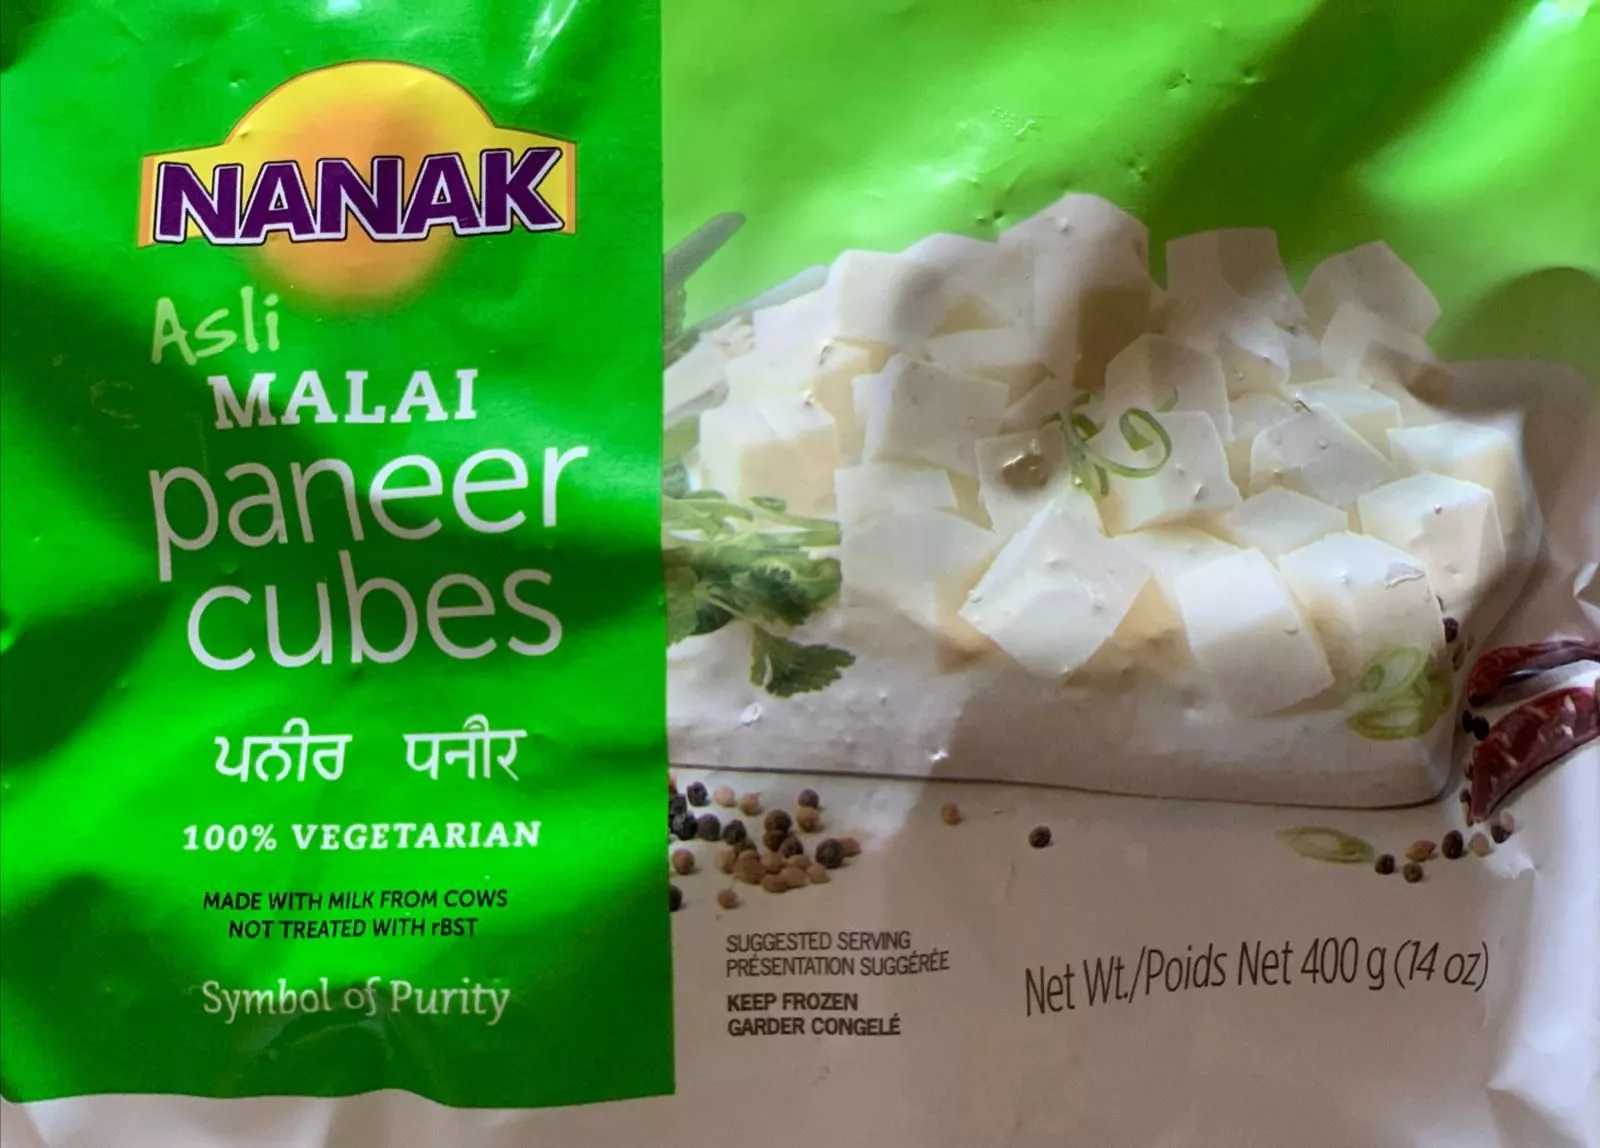 NANAK
Asli
MALAI
paneer
cubes
ਪਨੀਰ पनीर
100% VEGETARIAN
MADE WITH MILK FROM COWS
NOT TREATED WITH rBST
Symbol of Purity
SUGGESTED SERVING
PRÉSENTATION SUGGÉRÉE
KEEP FROZEN
GARDER CONGELÉ
Net Wt./Poids Net 400 g (14 oz)